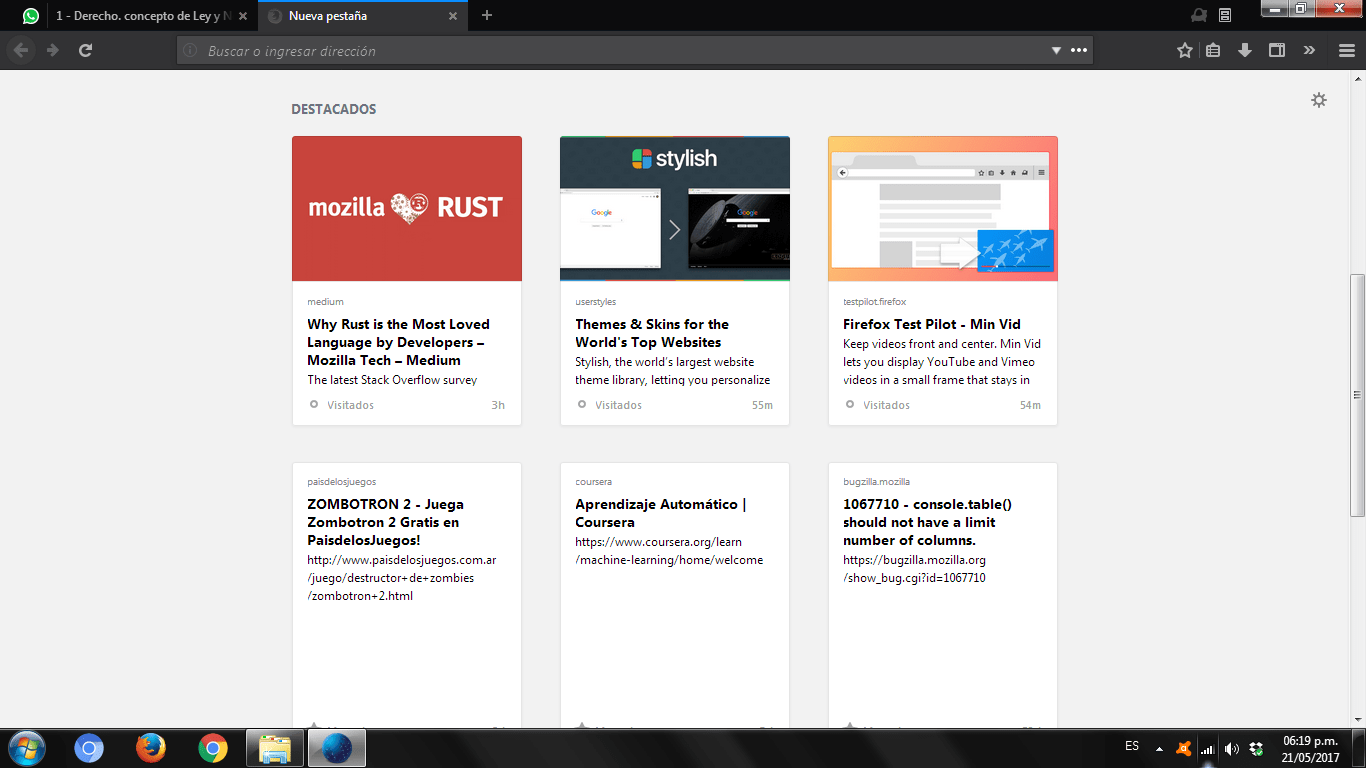 1 - Derecho. concepto de Ley y N
Nueva pestaña
Buscar o ingresar dirección
DESTACADOS
mozilla RUST
medium
Why Rust is the Most Loved
Language by Developers –
Mozilla Tech – Medium
The latest Stack Overflow survey
Visitados 3h
stylish
Google
Google
userstyles
Themes & Skins for the
World's Top Websites
Stylish, the world's largest website
theme library, letting you personalize
Visitados 55m
testpilot.firefox
Firefox Test Pilot - Min Vid
Keep videos front and center. Min Vid
lets you display YouTube and Vimeo
videos in a small frame that stays in
Visitados 54m
paisdelosjuegos
ZOMBOTRON 2 - Juega
Zombotron 2 Gratis en
PaisdelosJuegos!
http://www.paisdelosjuegos.com.ar
/juego/destructor+de+zombies
/zombotron+2.html
coursera
Aprendizaje Automático |
Coursera
https://www.coursera.org/learn
/machine-learning/home/welcome
bugzilla.mozilla
1067710 - console.table()
should not have a limit
number of columns.
https://bugzilla.mozilla.org
/show_bug.cgi?id=1067710
ES
06:19 p.m.
21/05/2017